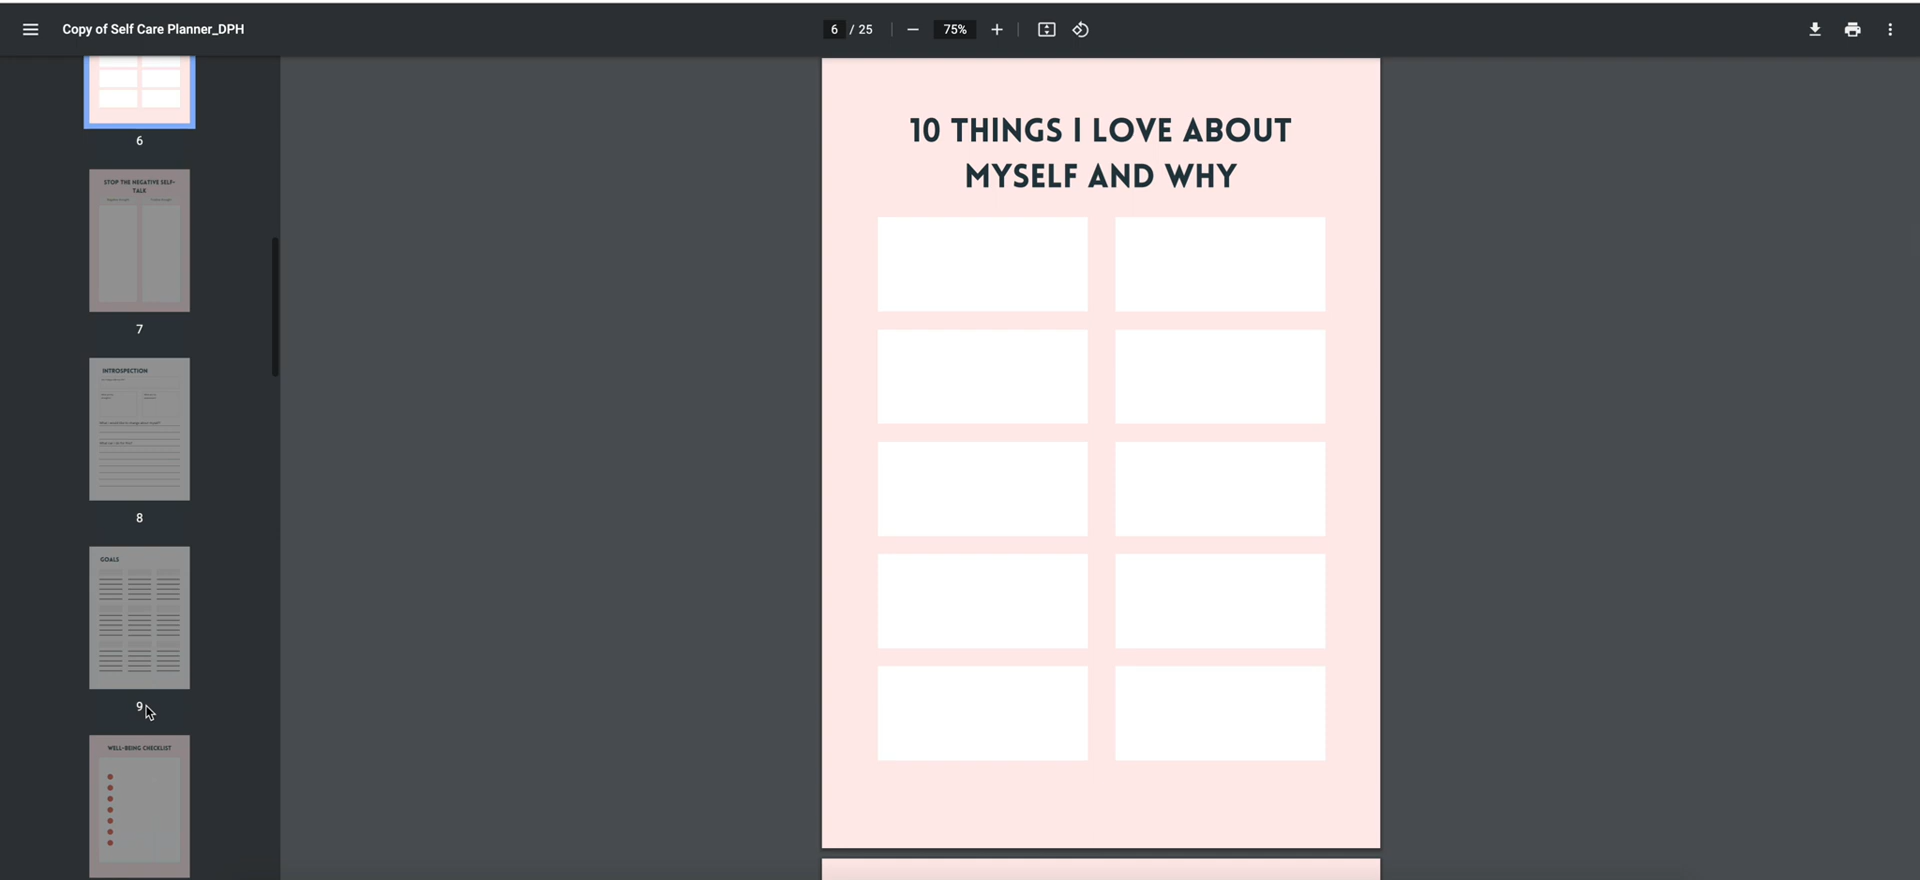 Copy of Self Care Planner_DPH
6 / 25
75%
6
STOP THE NEGATIVE SELF-
TALK
7
INTROSPECTION
8
GOALS
9
WELL-BEING CHECKLIST
10 THINGS I LOVE ABOUT
MYSELF AND WHY